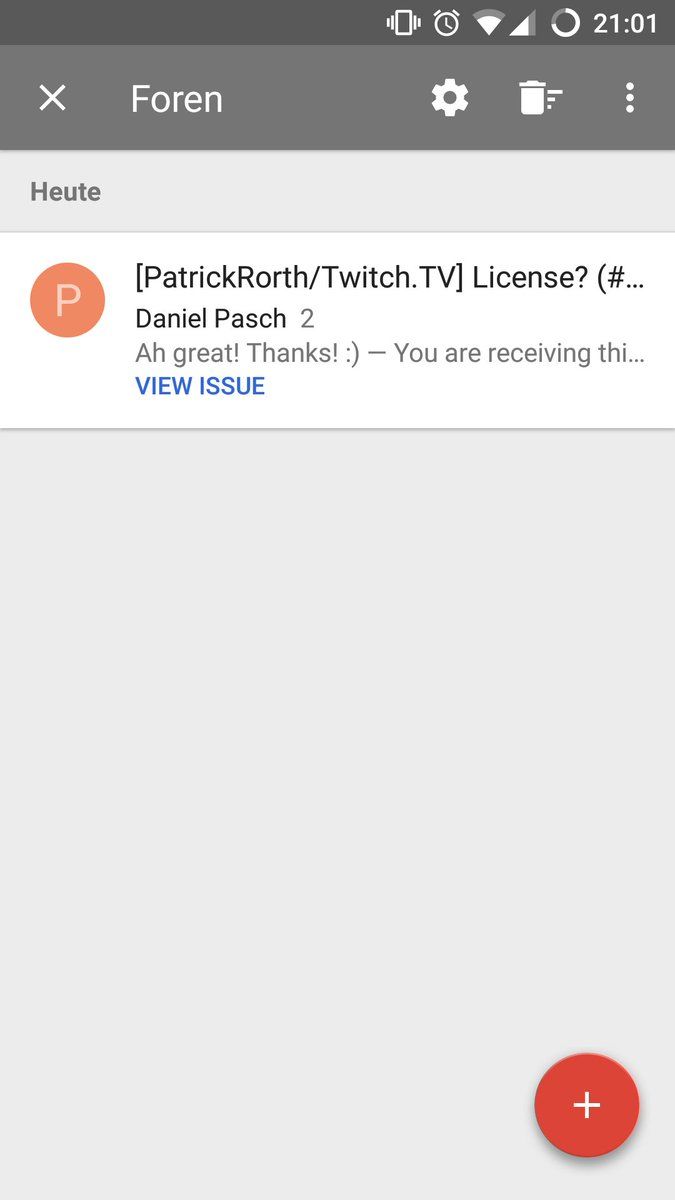 21:01
Foren
Heute
P
[PatrickRorth/Twitch.TV] License? (#...
Daniel Pasch 2
Ah great! Thanks! :) — You are receiving thi...
VIEW ISSUE